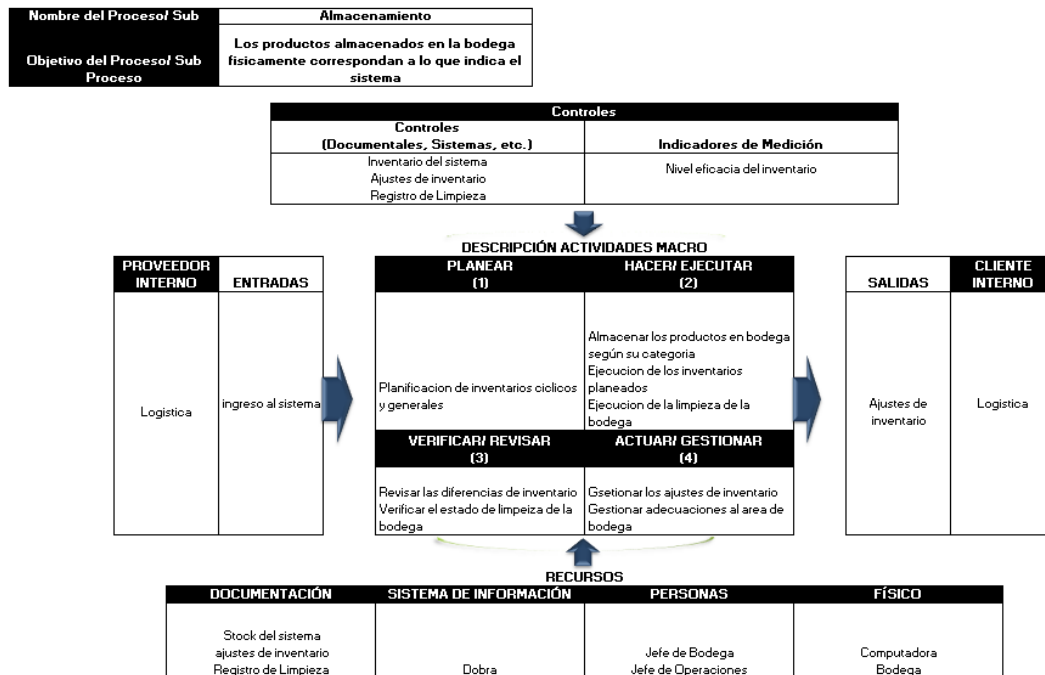 Nombre del Proceso/ Sub
Almacenamiento
Objetivo del Proceso/ Sub
Proceso
Los productos almacenados en la bodega
fisicamente correspondan a lo que indica el
sistema
Controles
Controles
(Documentales, Sistemas, etc.)
Indicadores de Medición
Inventario del sistema
Ajustes de inventario
Registro de Limpieza
Nivel eficacia del inventario
DESCRIPCIÓN ACTIVIDADES MACRO
PROVEEDOR
INTERNO
ENTRADAS
Logistica
ingreso al sistema
PLANEAR
(1)
HACER/ EJECUTAR
(2)
Planificacion de inventarios ciclicos
y generales
Almacenar los productos en bodega
según su categoria
Ejecucion de los inventarios
planeados
Ejecucion de la limpieza de la
bodega
VERIFICAR/ REVISAR
(3)
ACTUAR/ GESTIONAR
(4)
Revisar las diferencias de inventario
Verificar el estado de limpeiza de la
bodega
Gsetionar los ajustes de inventario
Gestionar adecuaciones al area de
bodega
SALIDAS
CLIENTE
INTERNO
Ajustes de
inventario
Logistica
RECURSOS
DOCUMENTACIÓN
SISTEMA DE INFORMACIÓN
PERSONAS
FÍSICO
Stock del sistema
ajustes de inventario
Registro de Limpieza
Dobra
Jefe de Bodega
Jefe de Operaciones
Computadora
Bodega